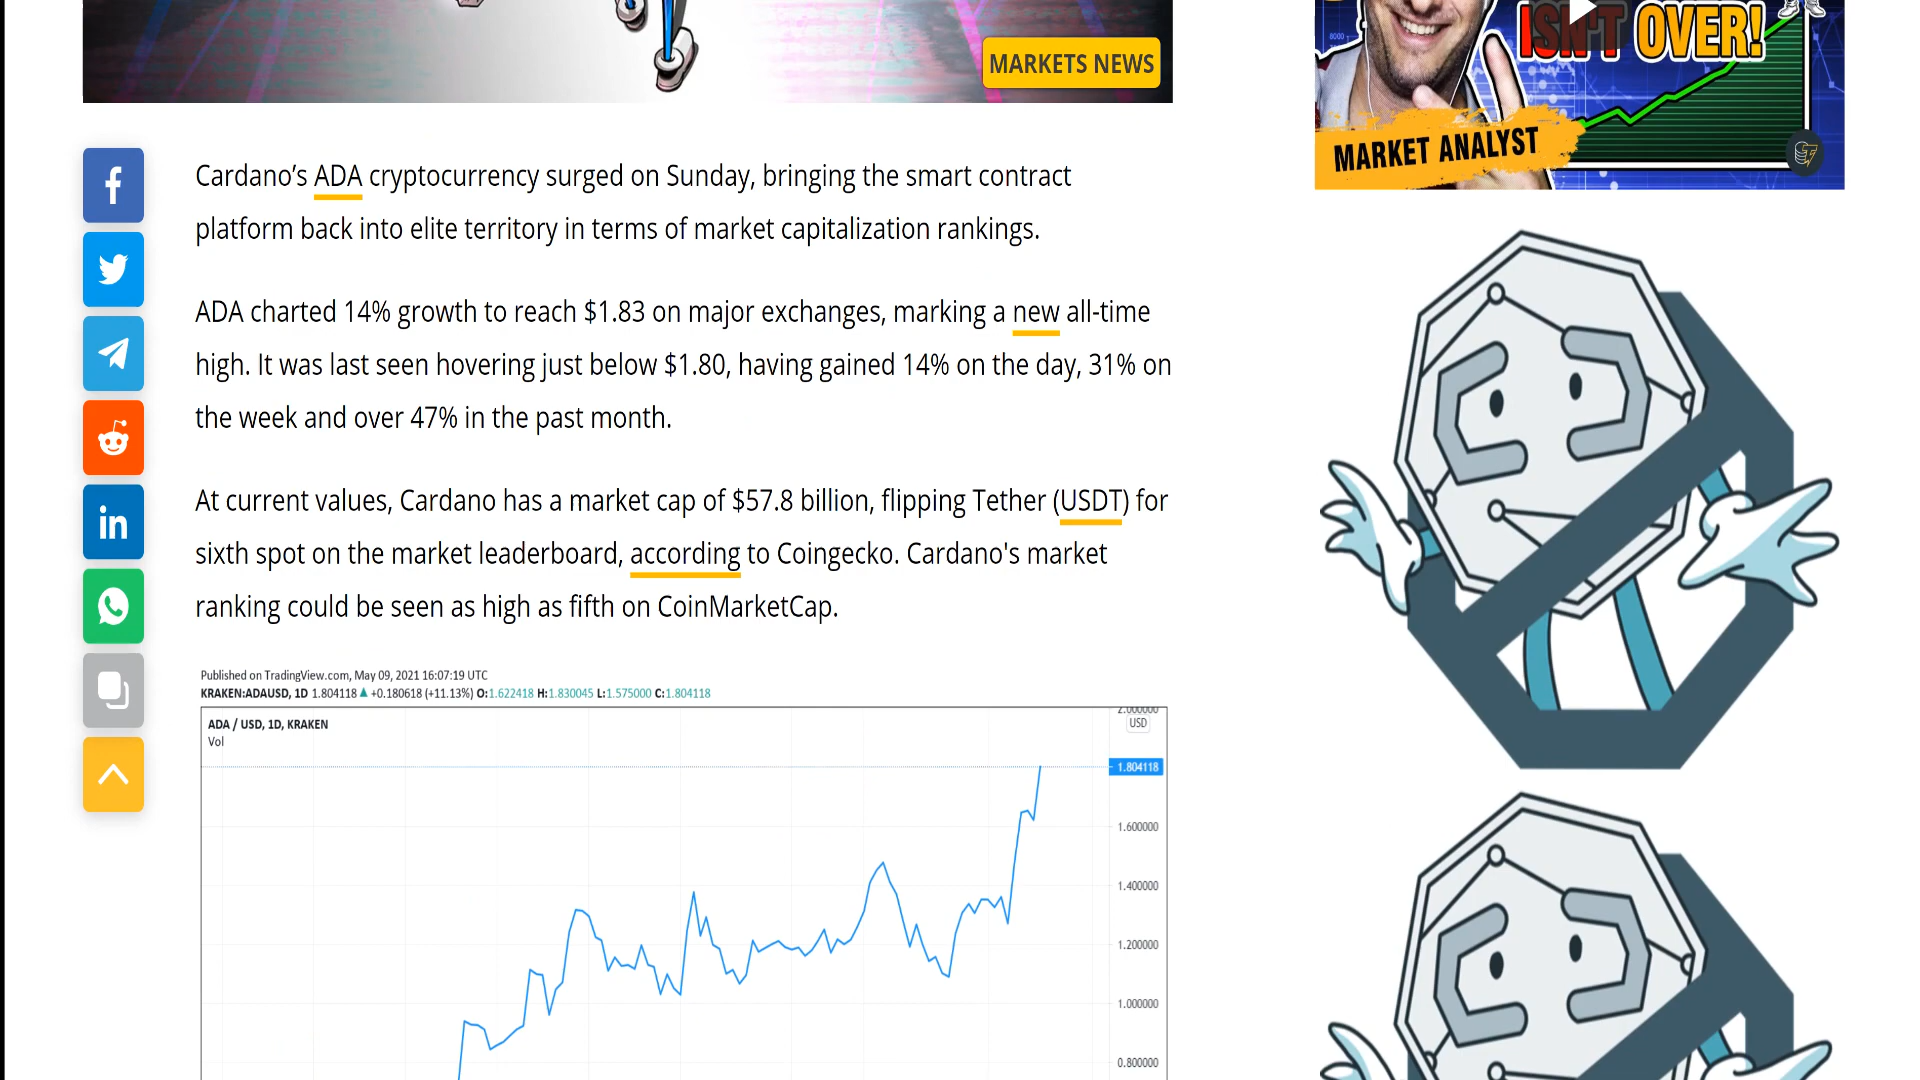 MARKETS NEWS
ISN'T OVER!
MARKET ANALYST
Cardano’s ADA cryptocurrency surged on Sunday, bringing the smart contract
platform back into elite territory in terms of market capitalization rankings.
ADA charted 14% growth to reach $1.83 on major exchanges, marking a new all-time
high. It was last seen hovering just below $1.80, having gained 14% on the day, 31% on
the week and over 47% in the past month.
At current values, Cardano has a market cap of $57.8 billion, flipping Tether (USDT) for
sixth spot on the market leaderboard, according to Coingecko. Cardano's market
ranking could be seen as high as fifth on CoinMarketCap.
Published on TradingView.com, May 09, 2021 16:07:19 UTC
KRAKEN:ADAUSD, 1D 1.804118 ▲ +0.180618 (+11.13%) O:1.622418 H:1.830045 L:1.575000 C:1.804118
ADA / USD, 1D, KRAKEN
Vol
2.000000
USD
1.804118
1.600000
1.400000
1.200000
1.000000
0.800000